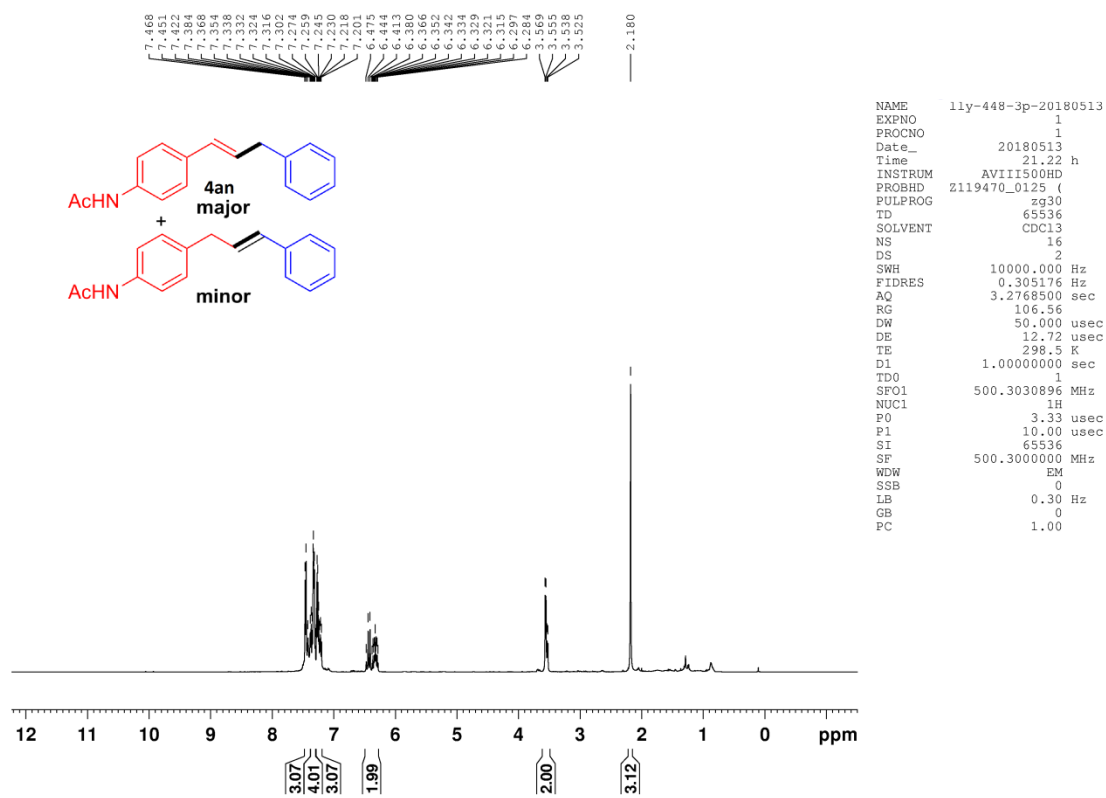 7.468
7.451
7.422
7.384
7.368
7.354
7.338
7.332
7.324
7.316
7.302
7.274
7.259
7.245
7.230
7.218
7.201
6.475
6.444
6.413
6.380
6.366
6.352
6.342
6.334
6.329
6.321
6.315
6.297
6.284
3.569
3.555
3.538
3.525
2.180
AcHN
4an
major
+
AcHN
minor
NAME 11y-448-3p-20180513
EXPNO 1
PROCNO 1
Date_ 20180513
Time 21.22 h
INSTRUM AVIII500HD
PROBHD Z119470_0125 (
PULPROG zg30
TD 65536
SOLVENT CDCl3
NS 16
DS 2
SWH 10000.000 Hz
FIDRES 0.305176 Hz
AQ 3.2768500 sec
RG 106.56
DW 50.000 usec
DE 12.72 usec
TE 298.5 K
D1 1.00000000 sec
TD0 1
SFO1 500.3030896 MHz
NUC1 1H
P0 3.33 usec
P1 10.00 usec
SI 65536
SF 500.3000000 MHz
WDW EM
SSB 0
LB 0.30 Hz
GB 0
PC 1.00
12 11 10 9 8 7 6 5 4 3 2 1 0 ppm
3.07
4.01
3.07
1.99
2.00
3.12